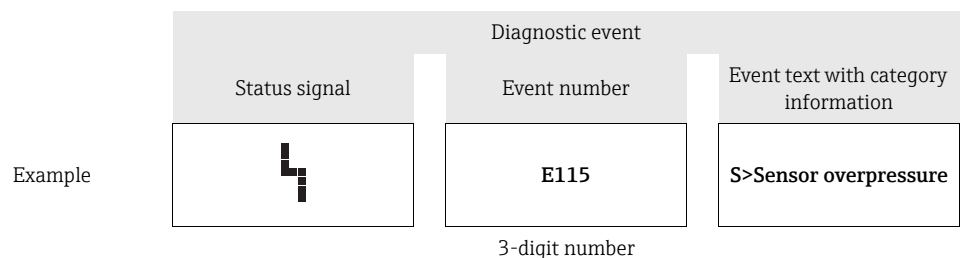 Diagnostic event
Status signal
Event number
Event text with category
information
Example
E115
S>Sensor overpressure
3-digit number